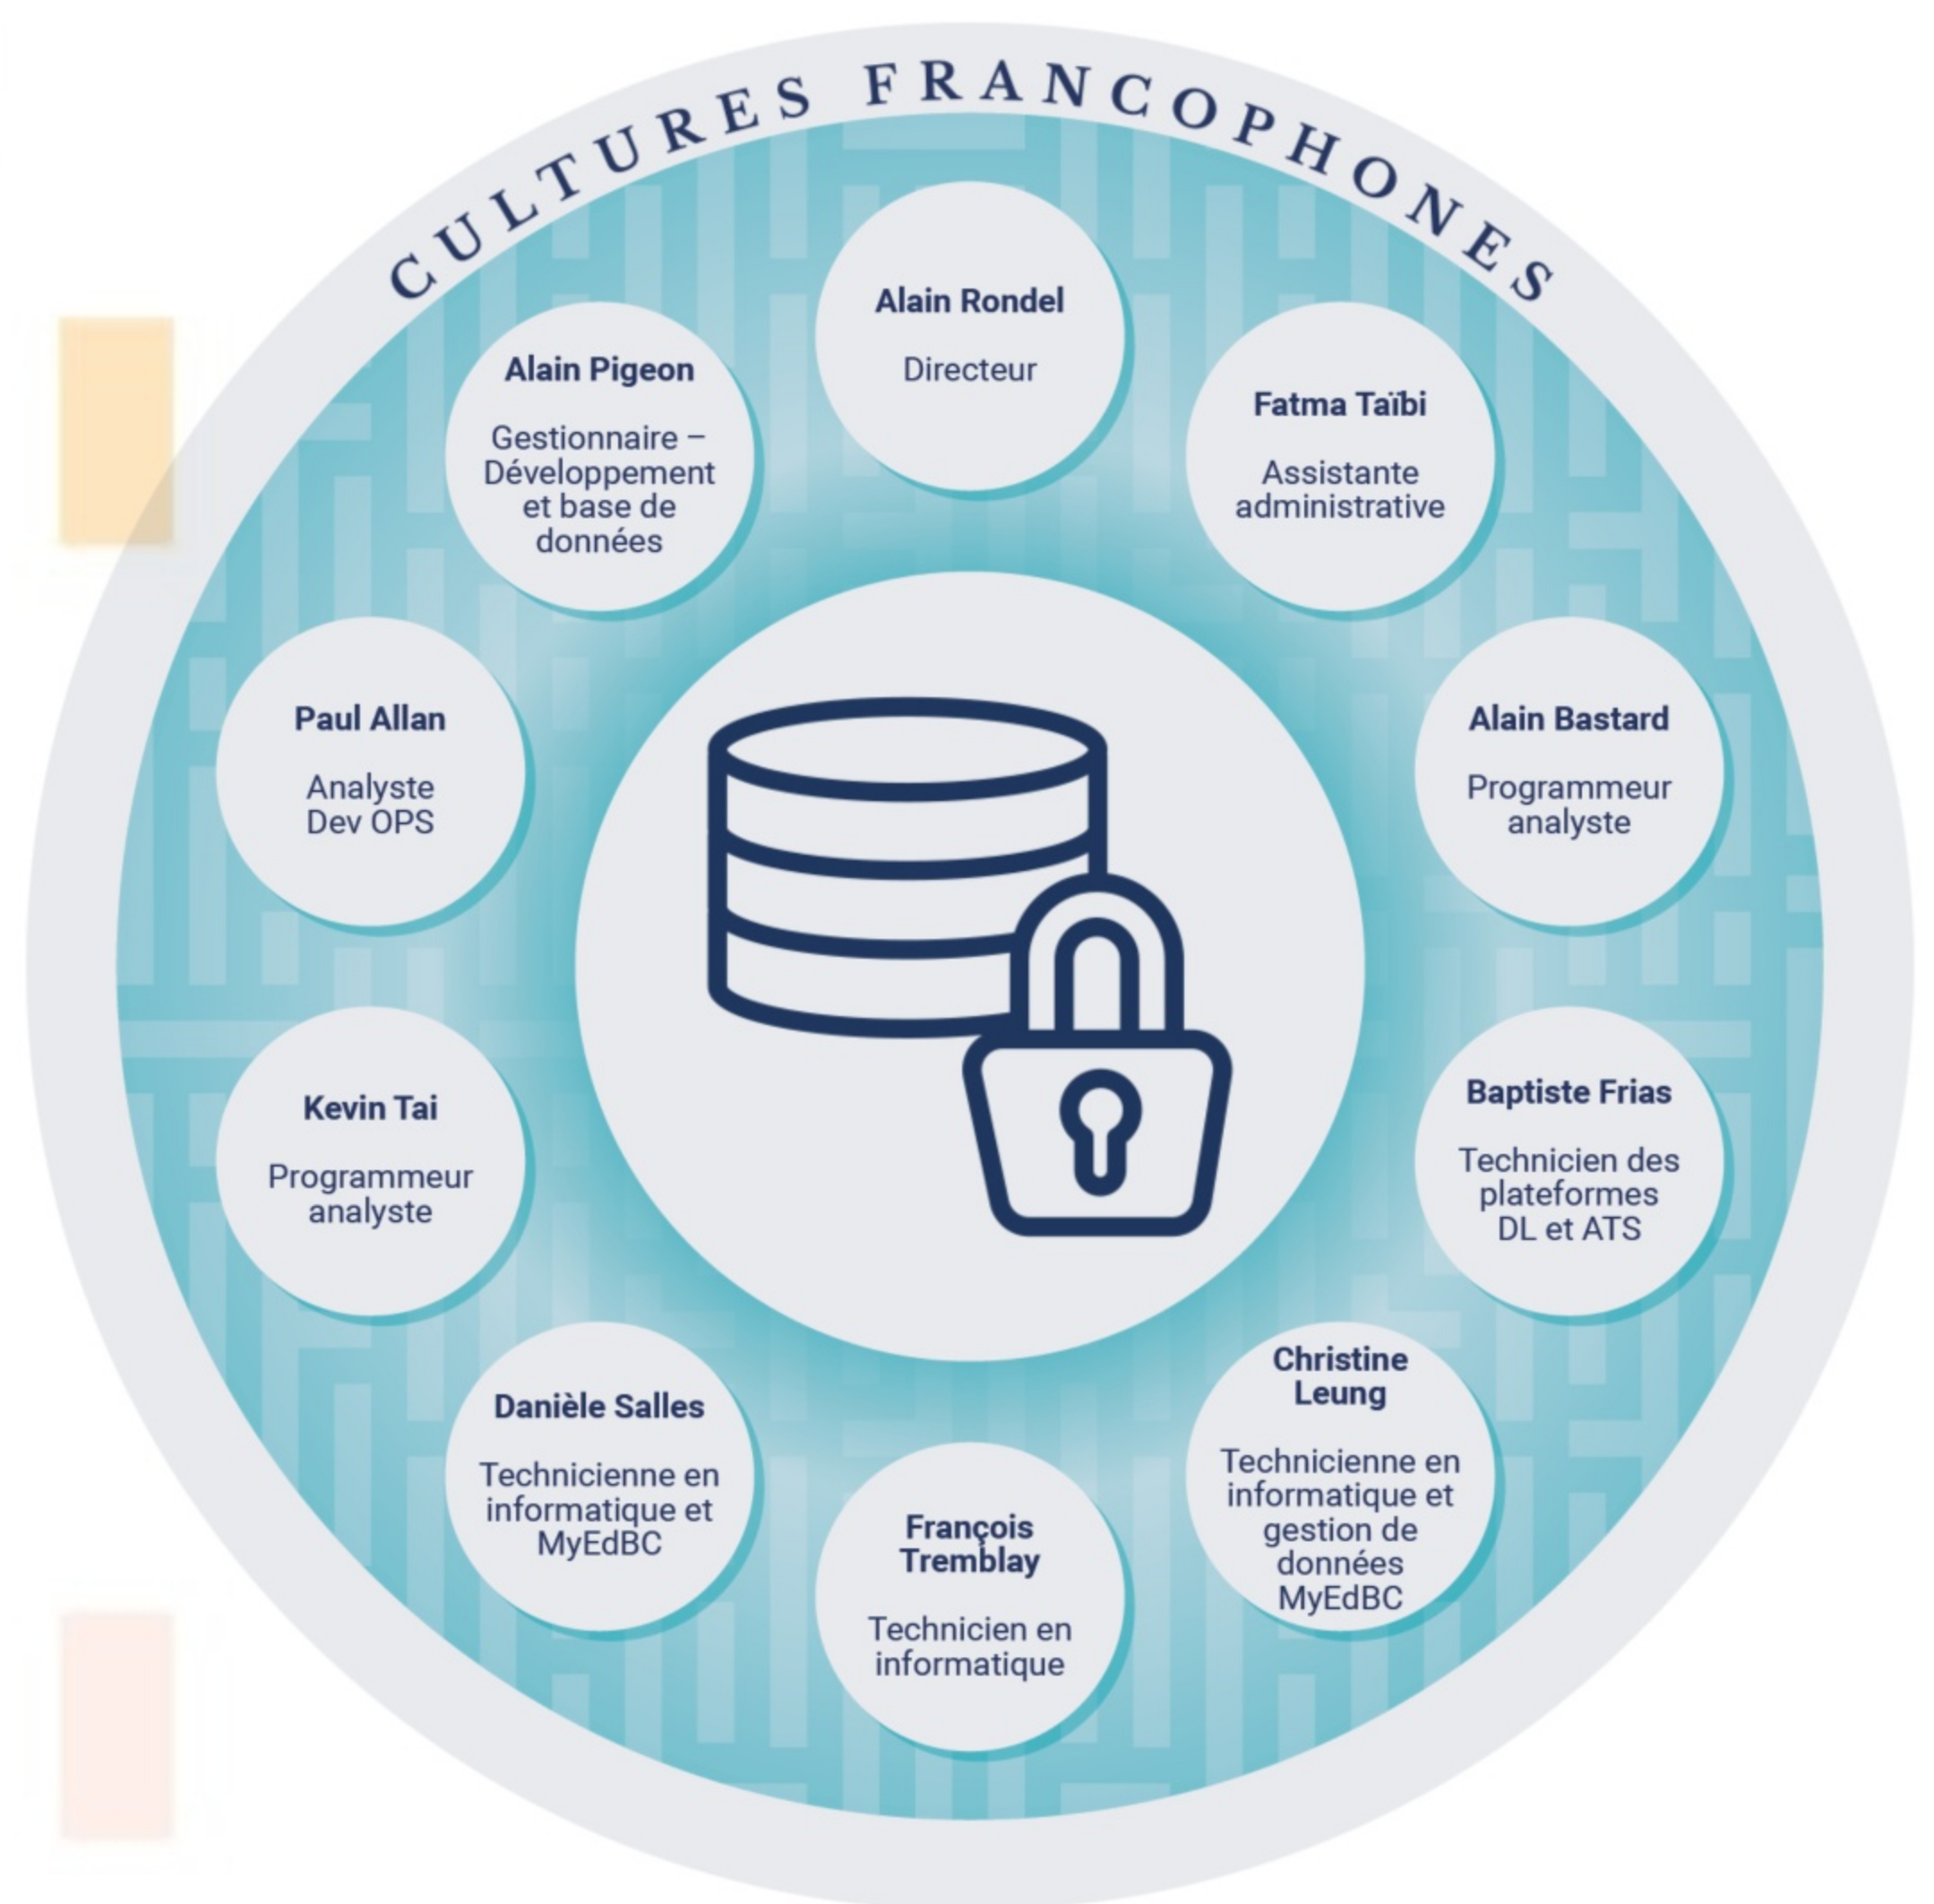 CULTURES FRANCOPHONES
Alain Rondel
Directeur
Fatma Taïbi
Assistante
administrative
Alain Bastard
Programmeur
analyste
Baptiste Frias
Technicien des
plateformes
DL et ATS
Christine
Leung
Technicienne en
informatique et
gestion de
données
MyEdBC
François
Tremblay
Technicien en
informatique
Danièle Salles
Technicienne en
informatique et
MyEdBC
Kevin Tai
Programmeur
analyste
Paul Allan
Analyste
Dev OPS
Alain Pigeon
Gestionnaire –
Développement
et base de
données